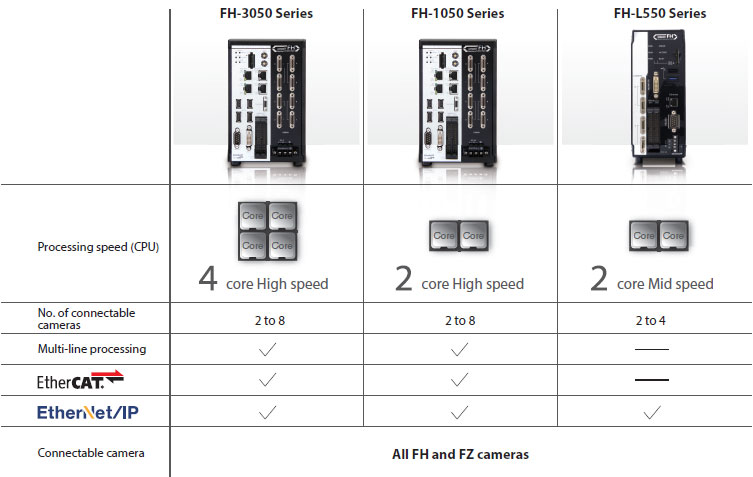 FH-3050 Series FH-1050 Series FH-L550 Series
FH FH FH
Processing speed (CPU)
Core Core Core Core Core Core
Core Core
4 core High speed 2 core High speed 2 core Mid speed
No. of connectable
cameras
2 to 8 2 to 8 2 to 4
Multi-line processing
EtherCAT.
EtherNet/IP
Connectable camera All FH and FZ cameras